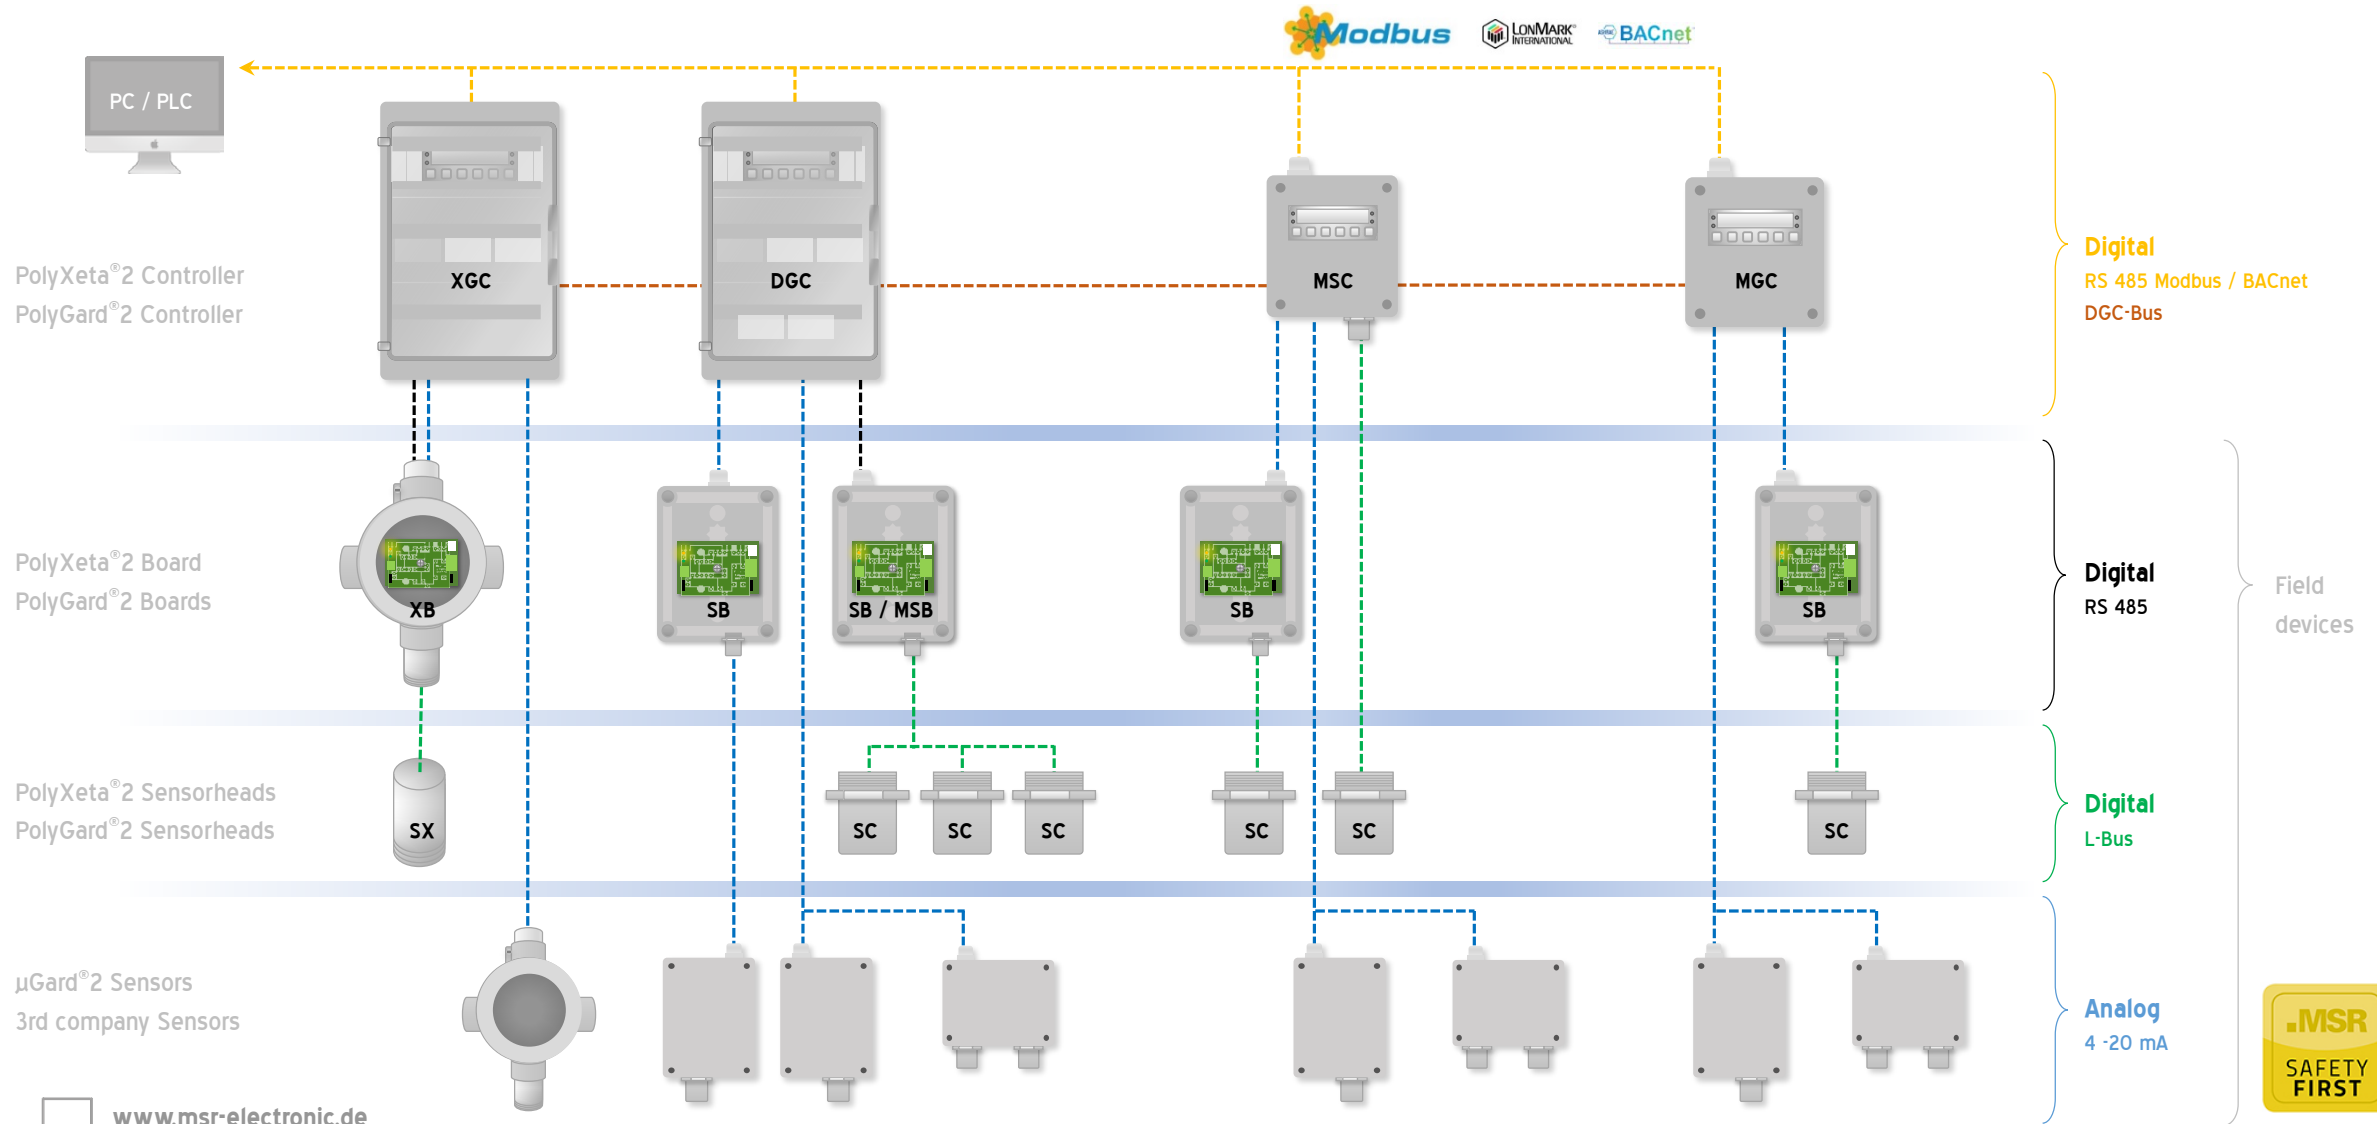 Modbus
LONMARK®
INTERNATIONAL
ASHRAE BACnet
PC / PLC
PolyXeta®2 Controller
PolyGard®2 Controller
XGC
DGC
MSC
MGC
Digital
RS 485 Modbus / BACnet
DGC-Bus
PolyXeta®2 Board
PolyGard®2 Boards
XB
SB
SB / MSB
SB
SB
Digital
RS 485
Field
devices
PolyXeta®2 Sensorheads
PolyGard®2 Sensorheads
SX
SC
SC
SC
SC
SC
SC
Digital
L-Bus
µGard®2 Sensors
3rd company Sensors
Analog
4 -20 mA
MSR
SAFETY
FIRST
www.msr-electronic.de